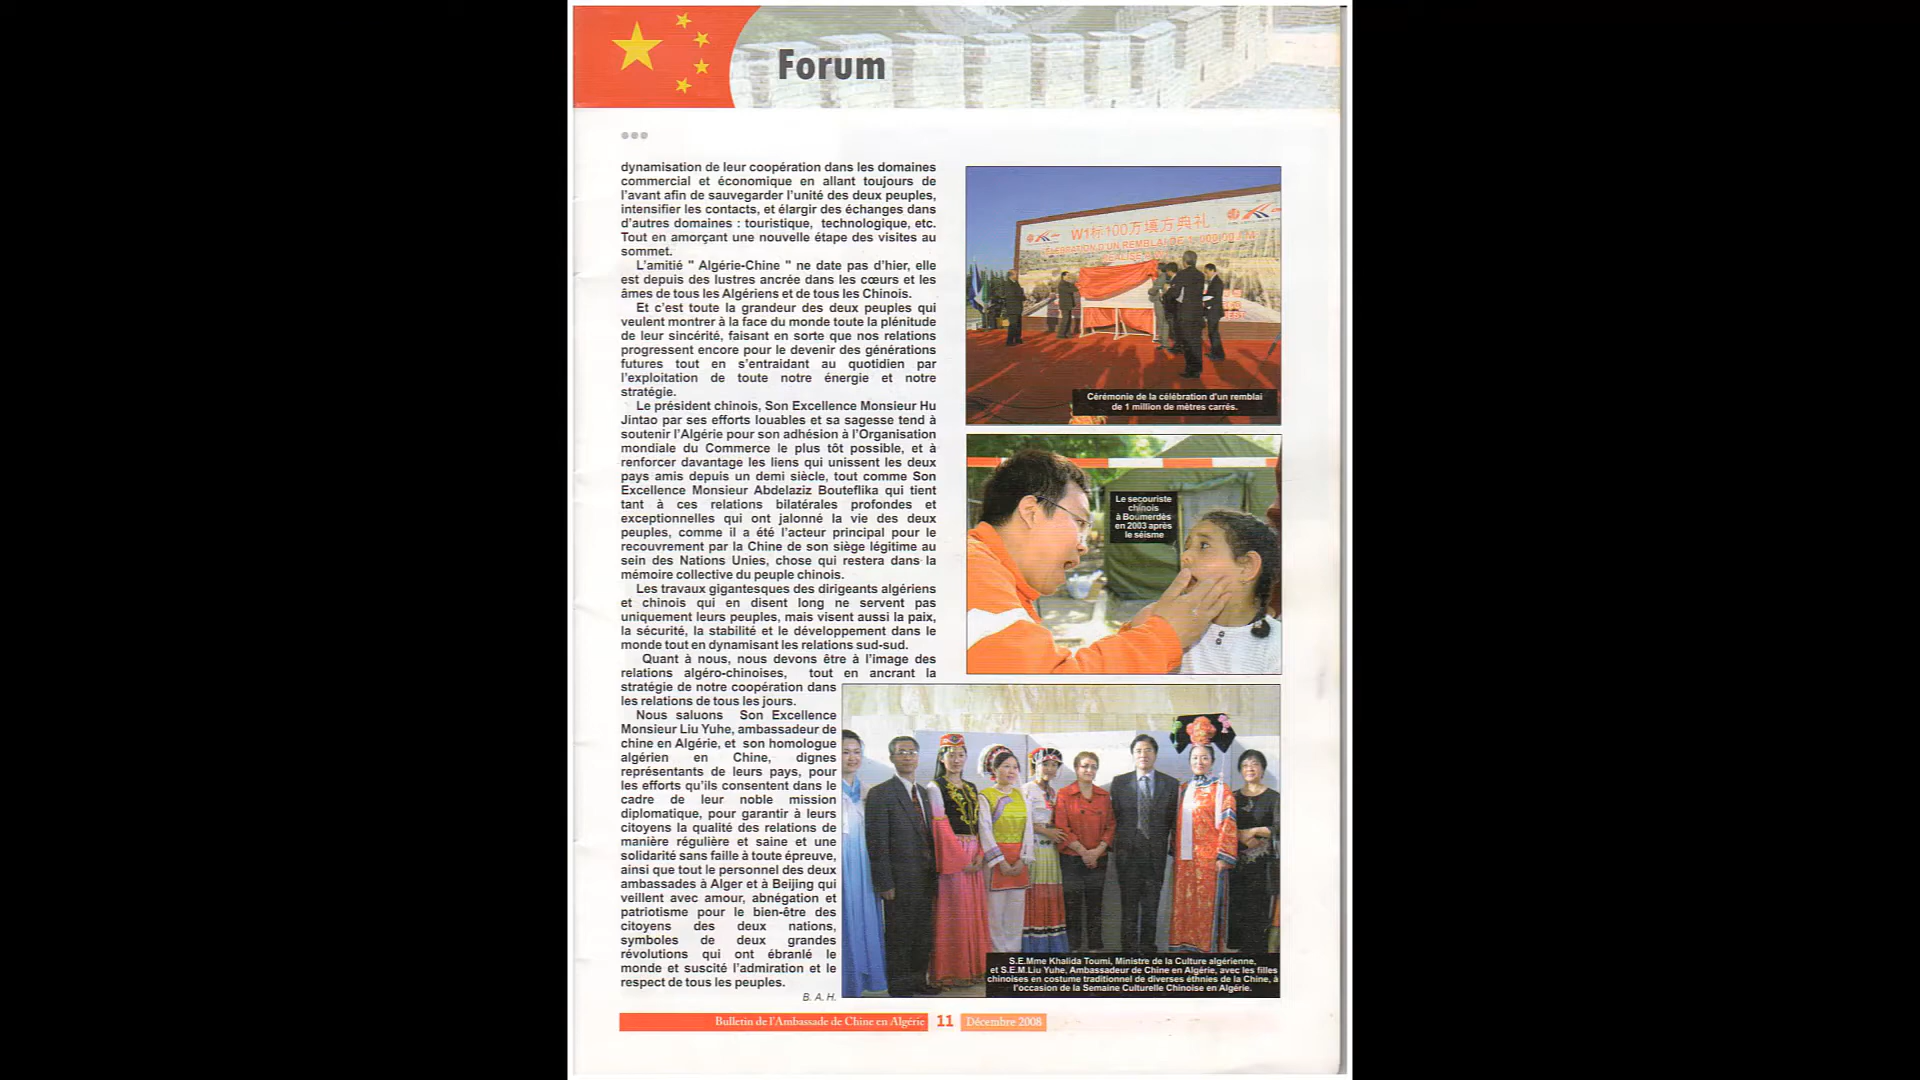 Forum
dynamisation de leur coopération dans les domaines
commercial et économique en allant toujours de
l'avant afin de sauvegarder l'unité des deux peuples,
intensifier les contacts, et élargir des échanges dans
d'autres domaines : touristique, technologique, etc.
Tout en amorçant une nouvelle étape des visites au
sommet.
L'amitié " Algérie-Chine " ne date pas d'hier, elle
est depuis des lustres ancrée dans les cœurs et les
âmes de tous les Algériens et de tous les Chinois.
Et c'est toute la grandeur des deux peuples qui
veulent montrer à la face du monde toute la plénitude
de leur sincérité, faisant en sorte que nos relations
progressent encore pour le devenir des générations
futures tout en s'entraidant au quotidien par
l'exploitation de toute notre énergie et notre
stratégie.
Le président chinois, Son Excellence Monsieur Hu
Jintao par ses efforts louables et sa sagesse tend à
soutenir l'Algérie pour son adhésion à l'Organisation
mondiale du Commerce le plus tôt possible, et à
renforcer davantage les liens qui unissent les deux
pays amis depuis un demi siècle, tout comme Son
Excellence Monsieur Abdelaziz Bouteflika qui tient
tant à ces relations bilatérales profondes et
exceptionnelles qui ont jalonné la vie des deux
peuples, comme il a été l'acteur principal pour le
recouvrement par la Chine de son siège légitime au
sein des Nations Unies, chose qui restera dans la
mémoire collective du peuple chinois.
Les travaux gigantesques des dirigeants algériens
et chinois qui en disent long ne servent pas
uniquement leurs peuples, mais visent aussi la paix,
la sécurité, la stabilité et le développement dans le
monde tout en dynamisant les relations sud-sud.
Quant à nous, nous devons être à l'image des
relations algéro-chinoises, tout en ancrant la
stratégie de notre coopération dans
les relations de tous les jours.
Nous saluons Son Excellence
Monsieur Liu Yuhe, ambassadeur de
chine en Algérie, et son homologue
algérien en Chine, dignes
représentants de leurs pays, pour
les efforts qu'ils consentent dans le
cadre de leur noble mission
diplomatique, pour garantir à leurs
citoyens la qualité des relations de
manière régulière et saine et une
solidarité sans faille à toute épreuve,
ainsi que tout le personnel des deux
ambassades à Alger et à Beijing qui
veillent avec amour, abnégation et
patriotisme pour le bien-être des
citoyens des deux nations,
symboles de deux grandes
révolutions qui ont ébranlé le
monde et suscité l'admiration et le
respect de tous les peuples.
B. A. H.
W1标100万填方典礼
D'UN REMBLAI DE
Cérémonie de la célébration d'un remblai
de 1 million de mètres carrés.
Le secouriste
chinois
à Boumerdès
en 2003 après
le séisme
S.E.Mme Khalida Toumi, Ministre de la Culture algérienne,
et S.E.M.Liu Yuhe, Ambassadeur de Chine en Algérie, avec les filles
chinoises en costume traditionnel de diverses éthnies de la Chine, à
l'occasion de la Semaine Culturelle Chinoise en Algérie.
Bulletin de l'Ambassade de Chine en Algérie 11 Décembre 2008